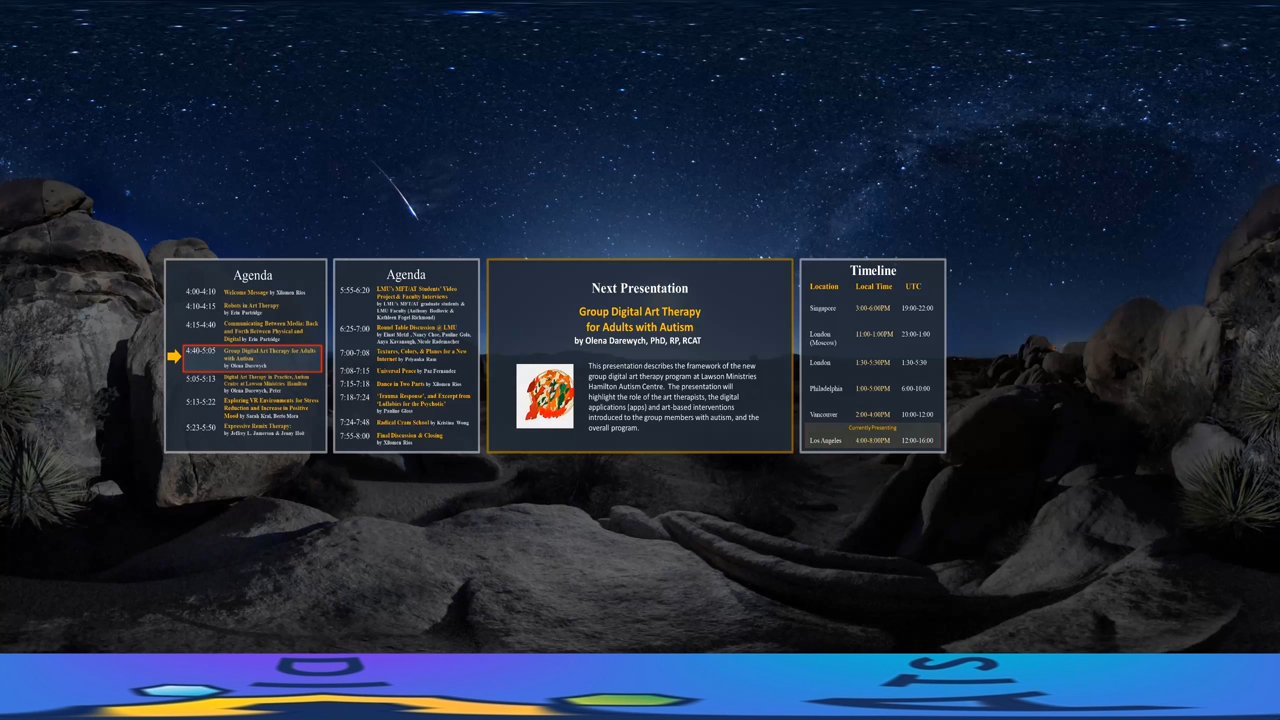 Agenda
4:00-4:10 Welcome Message by Xilomen Rios
4:10-4:15 Robots in Art Therapy
by Erin Partridge
4:15-4:40 Communicating Between Media: Back
and Forth Between Physical and
Digital by Erin Partridge
4:40-5:05 Group Digital Art Therapy for Adults
with Autism
by Olena Darewych
5:05-5:13 Digital Art Therapy in Practice, Autism
Center at Lawson Ministries Hamilton
by Olena Darewych, Peter
5:13-5:22 Exploring VR Environments for Stress
Reduction and Increase in Positive
Mood by Sarah Kral, Berto Mora
5:23-5:50 Expressive Remix Therapy:
by Jeffery L. Jamerson & Jenny Hoit
Agenda
5:55-6:20 LMU's MFT/AT Students' Video
Project & Faculty Interviews
by LMU's MFT/AT graduate students &
LMU Faculty (Anthony Bodlovic &
Kathleen Fogel Richmond)
6:25-7:00 Round Table Discussion @ LMU
by Einat Metzl, Nancy Choe, Pauline Gola,
Anya Kavanaugh, Nicole Rademacher
7:00-7:08 Textures, Colors, & Planes for a New
Internet by Priyanka Ram
7:08-7:15 Universal Peace by Paz Fernandez
7:15-7:18 Dance in Two Parts by Xilomen Rios
7:18-7:24 'Trauma Response', and Excerpt from
'Lullabies for the Psychotic'
by Pauline Gloss
7:24-7:48 Radical Cram School by Kristina Wong
7:55-8:00 Final Discussion & Closing
by Xilomen Rios
Next Presentation
Group Digital Art Therapy
for Adults with Autism
by Olena Darewych, PhD, RP, RCAT
This presentation describes the framework of the new
group digital art therapy program at Lawson Ministries
Hamilton Autism Centre. The presentation will
highlight the role of the art therapists, the digital
applications (apps) and art-based interventions
introduced to the group members with autism, and the
overall program.
Timeline
Location Local Time UTC
Singapore 3:00-6:00PM 19:00-22:00
London 11:00-1:00PM 23:00-1:00
(Moscow)
London 1:30-5:30PM 1:30-5:30
Philadelphia 1:00-5:00PM 6:00-10:00
Vancouver 2:00-4:00PM 10:00-12:00
Currently Presenting
Los Angeles 4:00-8:00PM 12:00-16:00